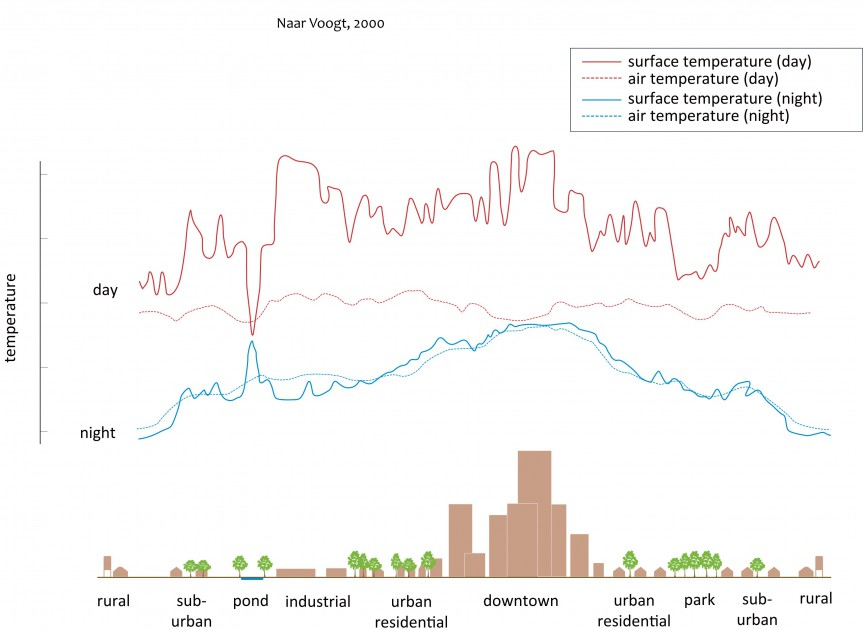 Naar Voogt, 2000
surface temperature (day)
air temperature (day)
surface temperature (night)
air temperature (night)
temperature
day
night
rural
sub-
urban
pond
industrial
urban
residential
downtown
urban
residential
park
sub-
urban
rural